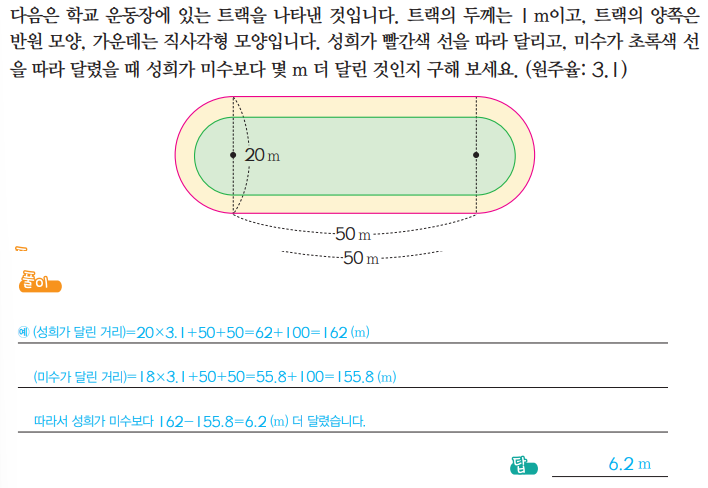 다음은 학교 운동장에 있는 트랙을 나타낸 것입니다. 트랙의 두께는 1 m이고, 트랙의 양쪽은
반원 모양, 가운데는 직사각형 모양입니다. 성희가 빨간색 선을 따라 달리고, 미수가 초록색 선
을 따라 달렸을 때 성희가 미수보다 몇 m 더 달린 것인지 구해 보세요. (원주율: 3.1)
20 m
50 m
50 m
풀이
예 (성희가 달린 거리)=20×3.1+50+50=62+100=162 (m)
(미수가 달린 거리)=18×3.1+50+50=55.8+100=155.8 (m)
따라서 성희가 미수보다 162-155.8=6.2 (m) 더 달렸습니다.
답 6.2 m